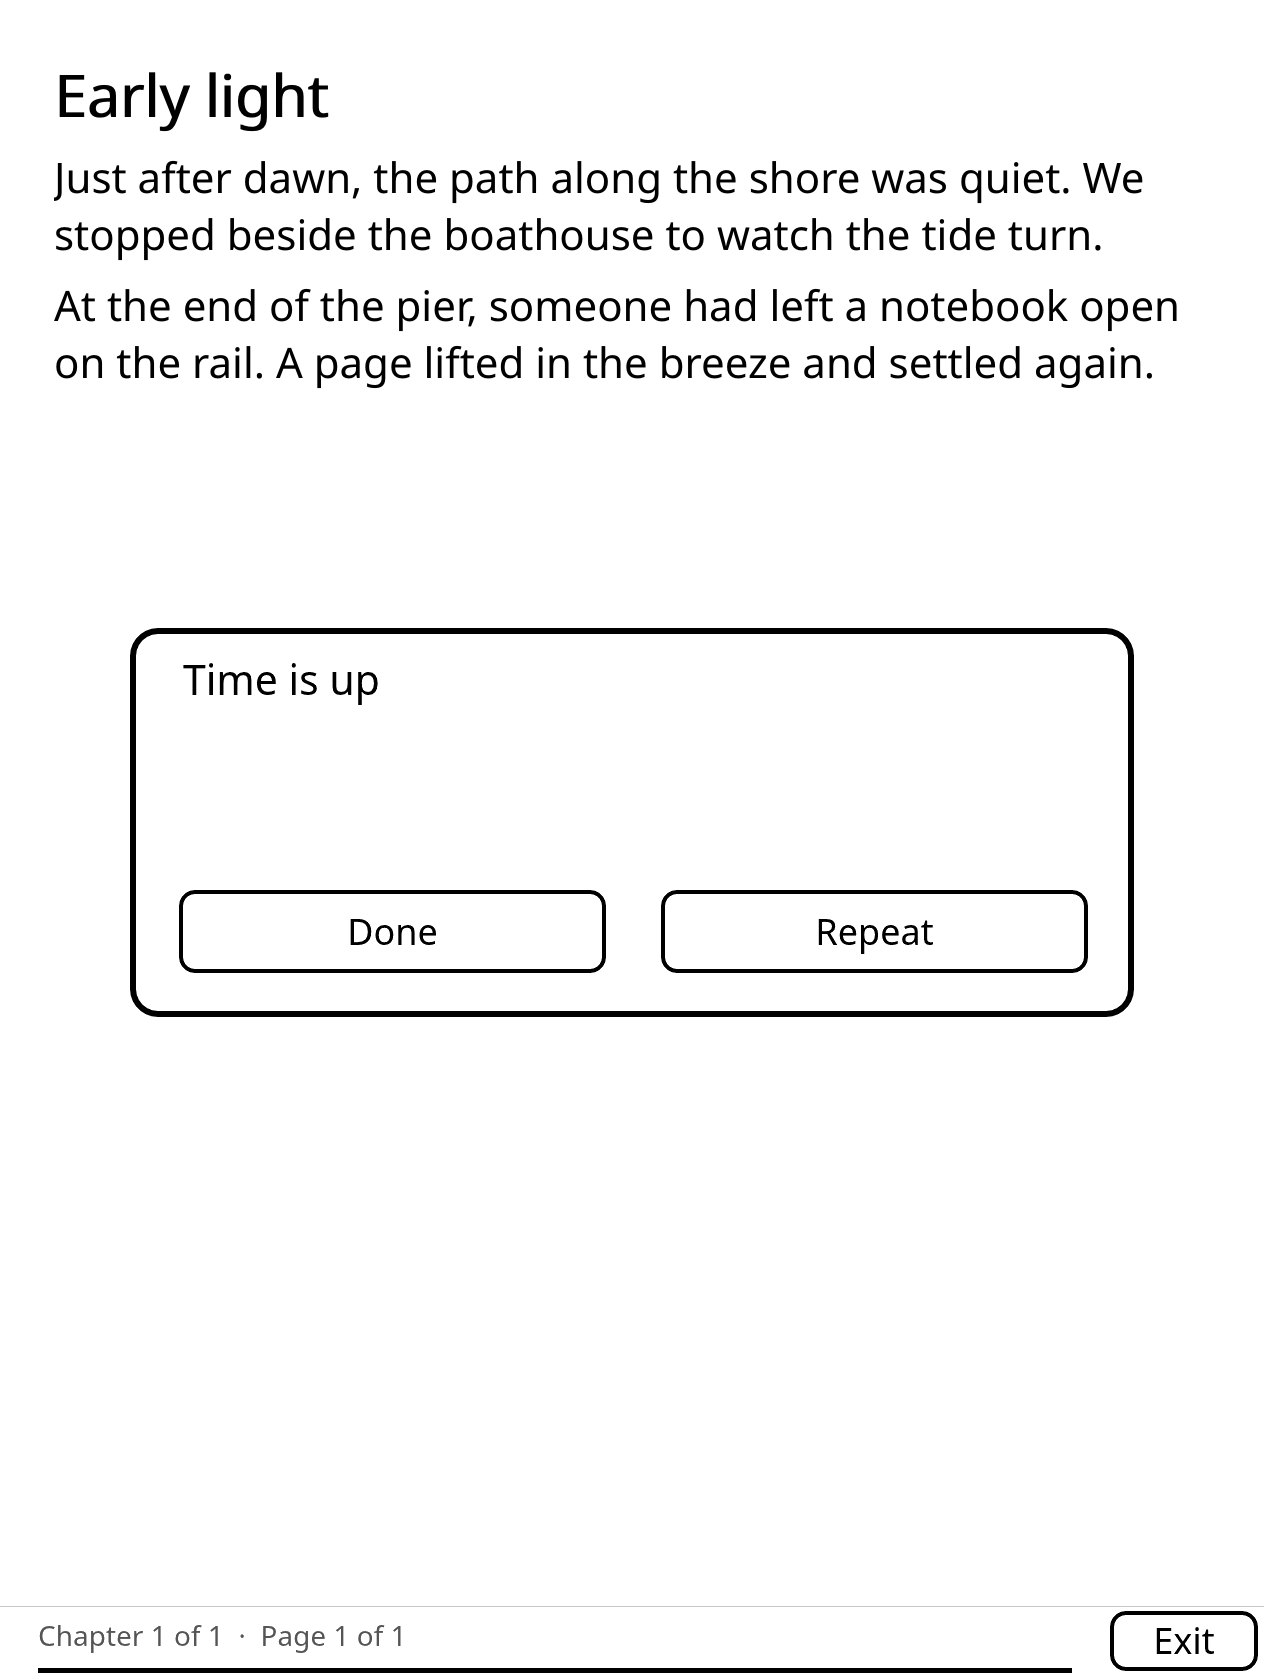 Early light
Just after dawn, the path along the shore was quiet. We
stopped beside the boathouse to watch the tide turn.
At the end of the pier, someone had left a notebook open
on the rail. A page lifted in the breeze and settled again.
Time is up
Done
Repeat
Chapter 1 of 1 · Page 1 of 1
Exit